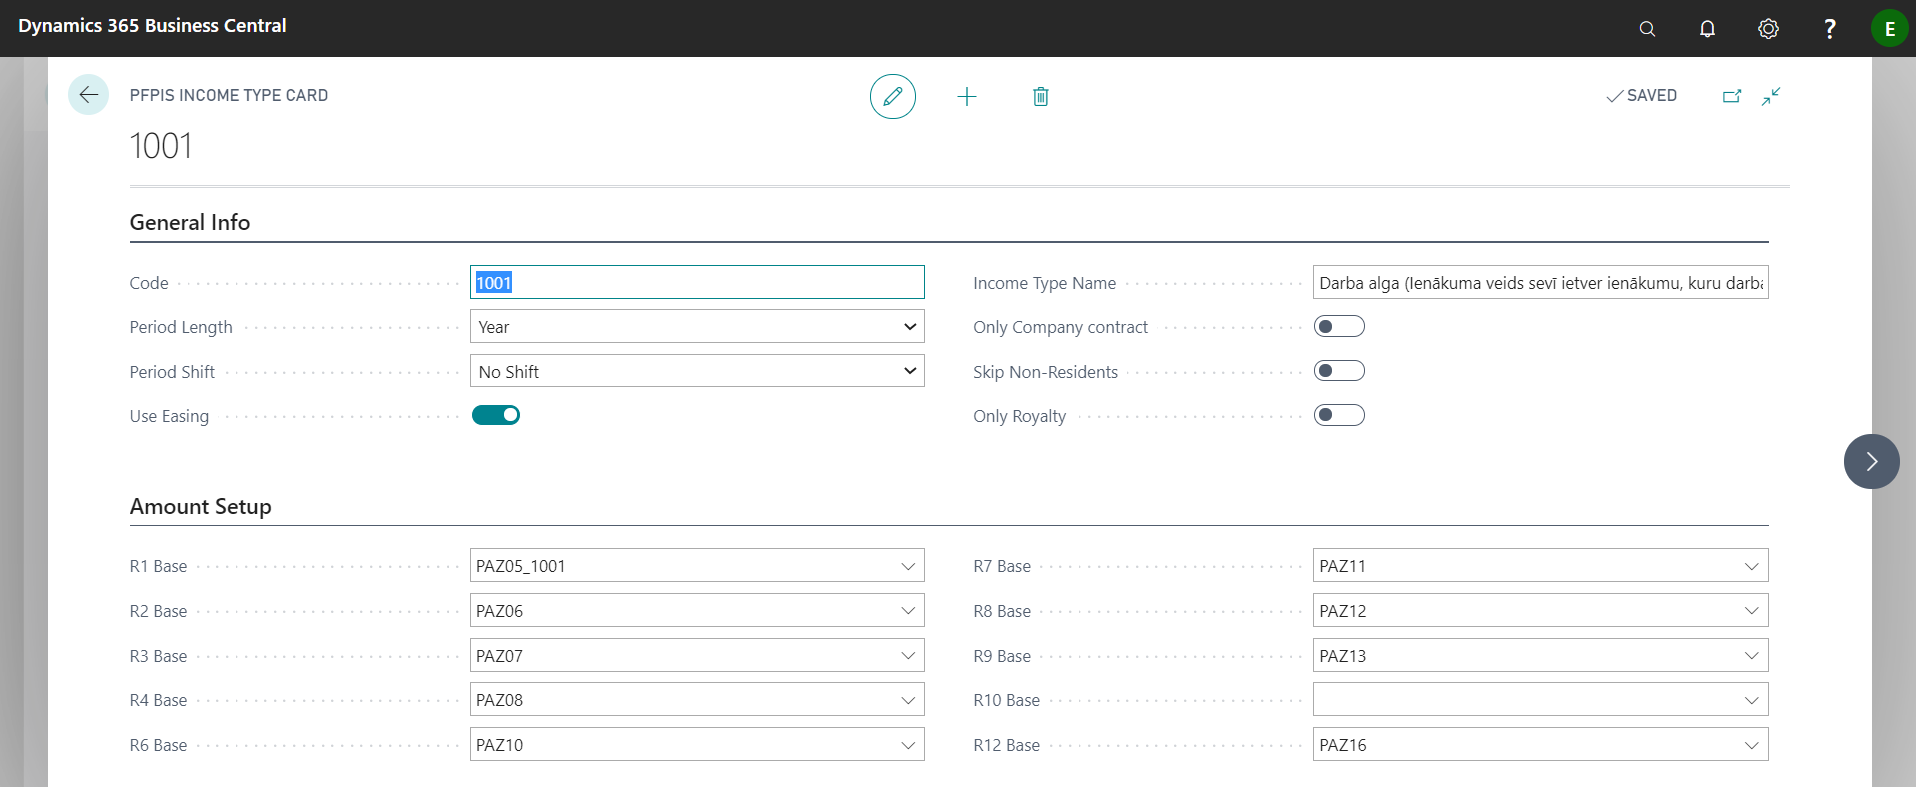 Dynamics 365 Business Central
E
PFPIS INCOME TYPE CARD
SAVED
1001
General Info
Code
1001
Income Type Name
Darba alga (Ienākuma veids sevī ietver ienākumu, kuru
Period Length
Year
Only Company contract
Period Shift
No Shift
Skip Non-Residents
Use Easing
Only Royalty
Amount Setup
R1 Base
PAZ05_1001
R7 Base
PAZ11
R2 Base
PAZ06
R8 Base
PAZ12
R3 Base
PAZ07
R9 Base
PAZ13
R4 Base
PAZ08
R10 Base
R6 Base
PAZ10
R12 Base
PAZ16